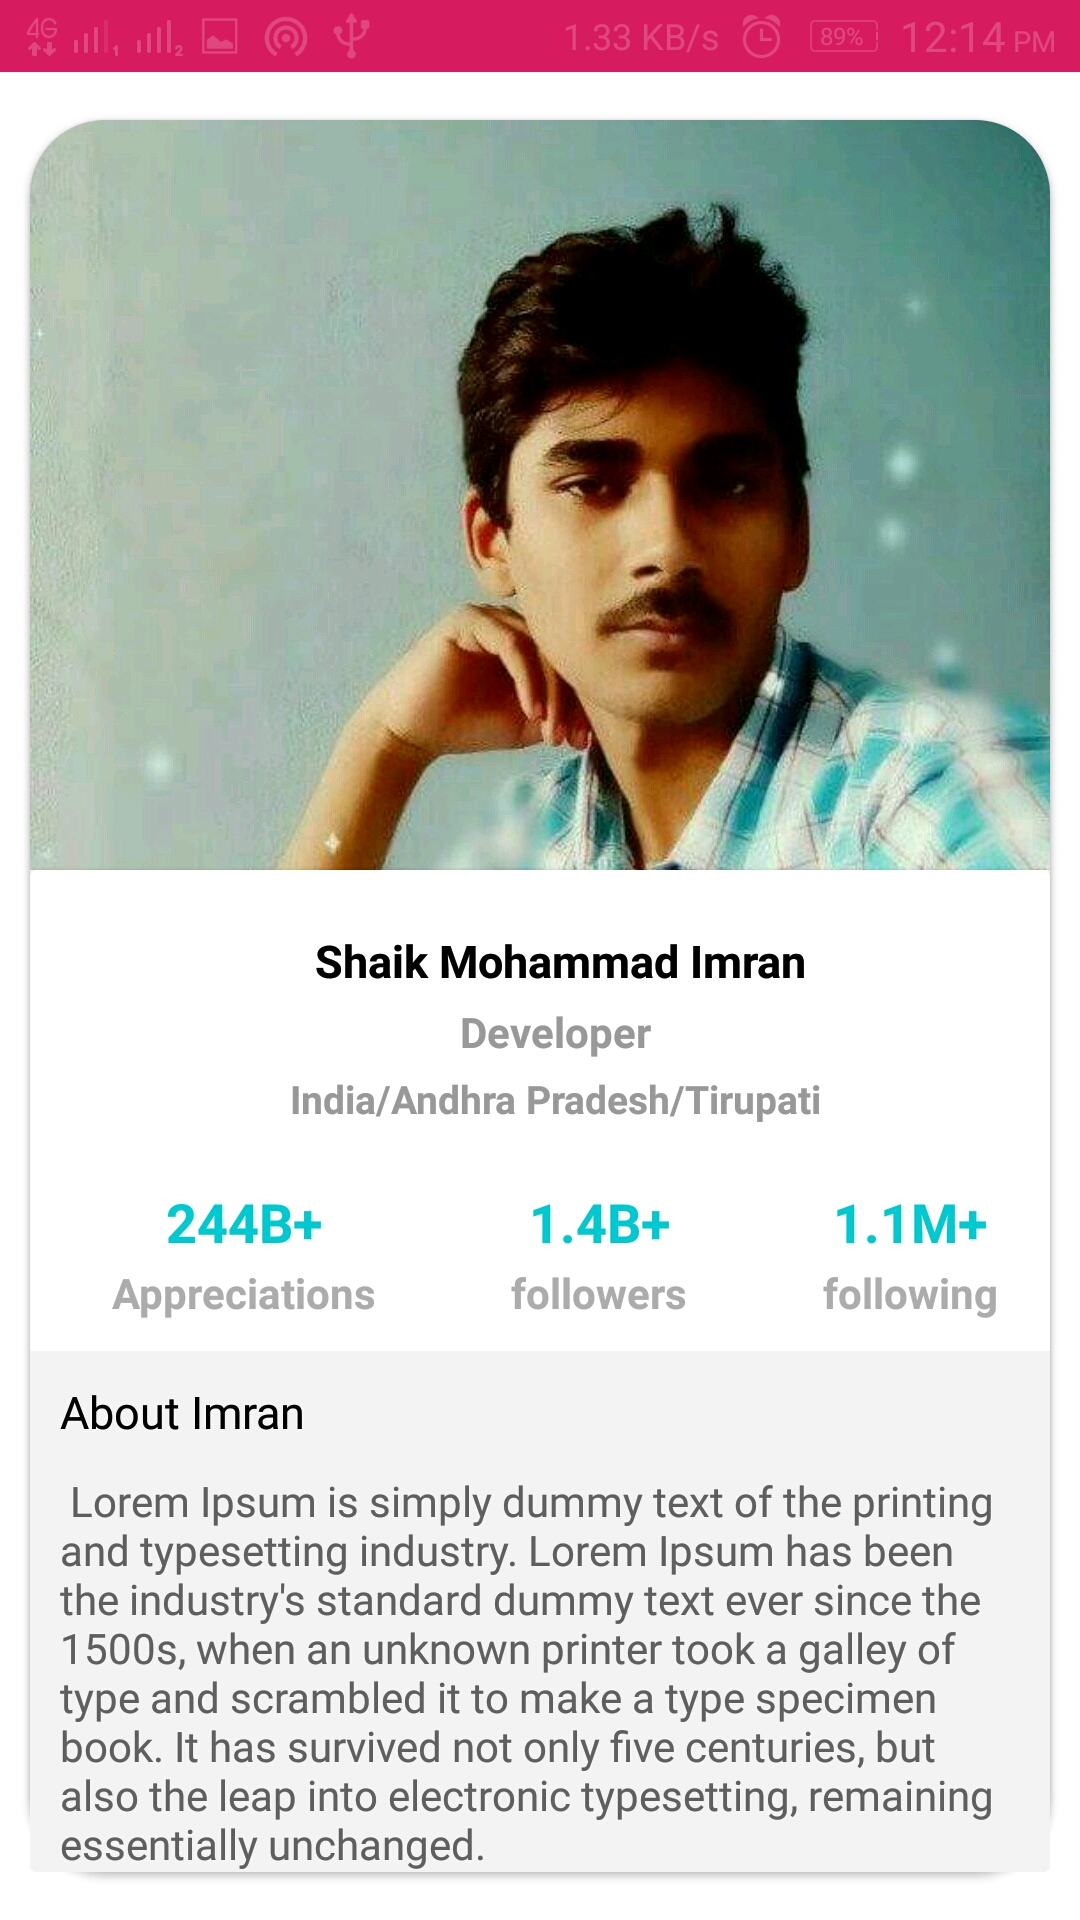 4G 1 2 1.33 KB/s 89% 12:14 PM
Shaik Mohammad Imran
Developer
India/Andhra Pradesh/Tirupati
244B+ 1.4B+ 1.1M+
Appreciations followers following
About Imran
Lorem Ipsum is simply dummy text of the printing
and typesetting industry. Lorem Ipsum has been
the industry's standard dummy text ever since the
1500s, when an unknown printer took a galley of
type and scrambled it to make a type specimen
book. It has survived not only five centuries, but
also the leap into electronic typesetting, remaining
essentially unchanged.